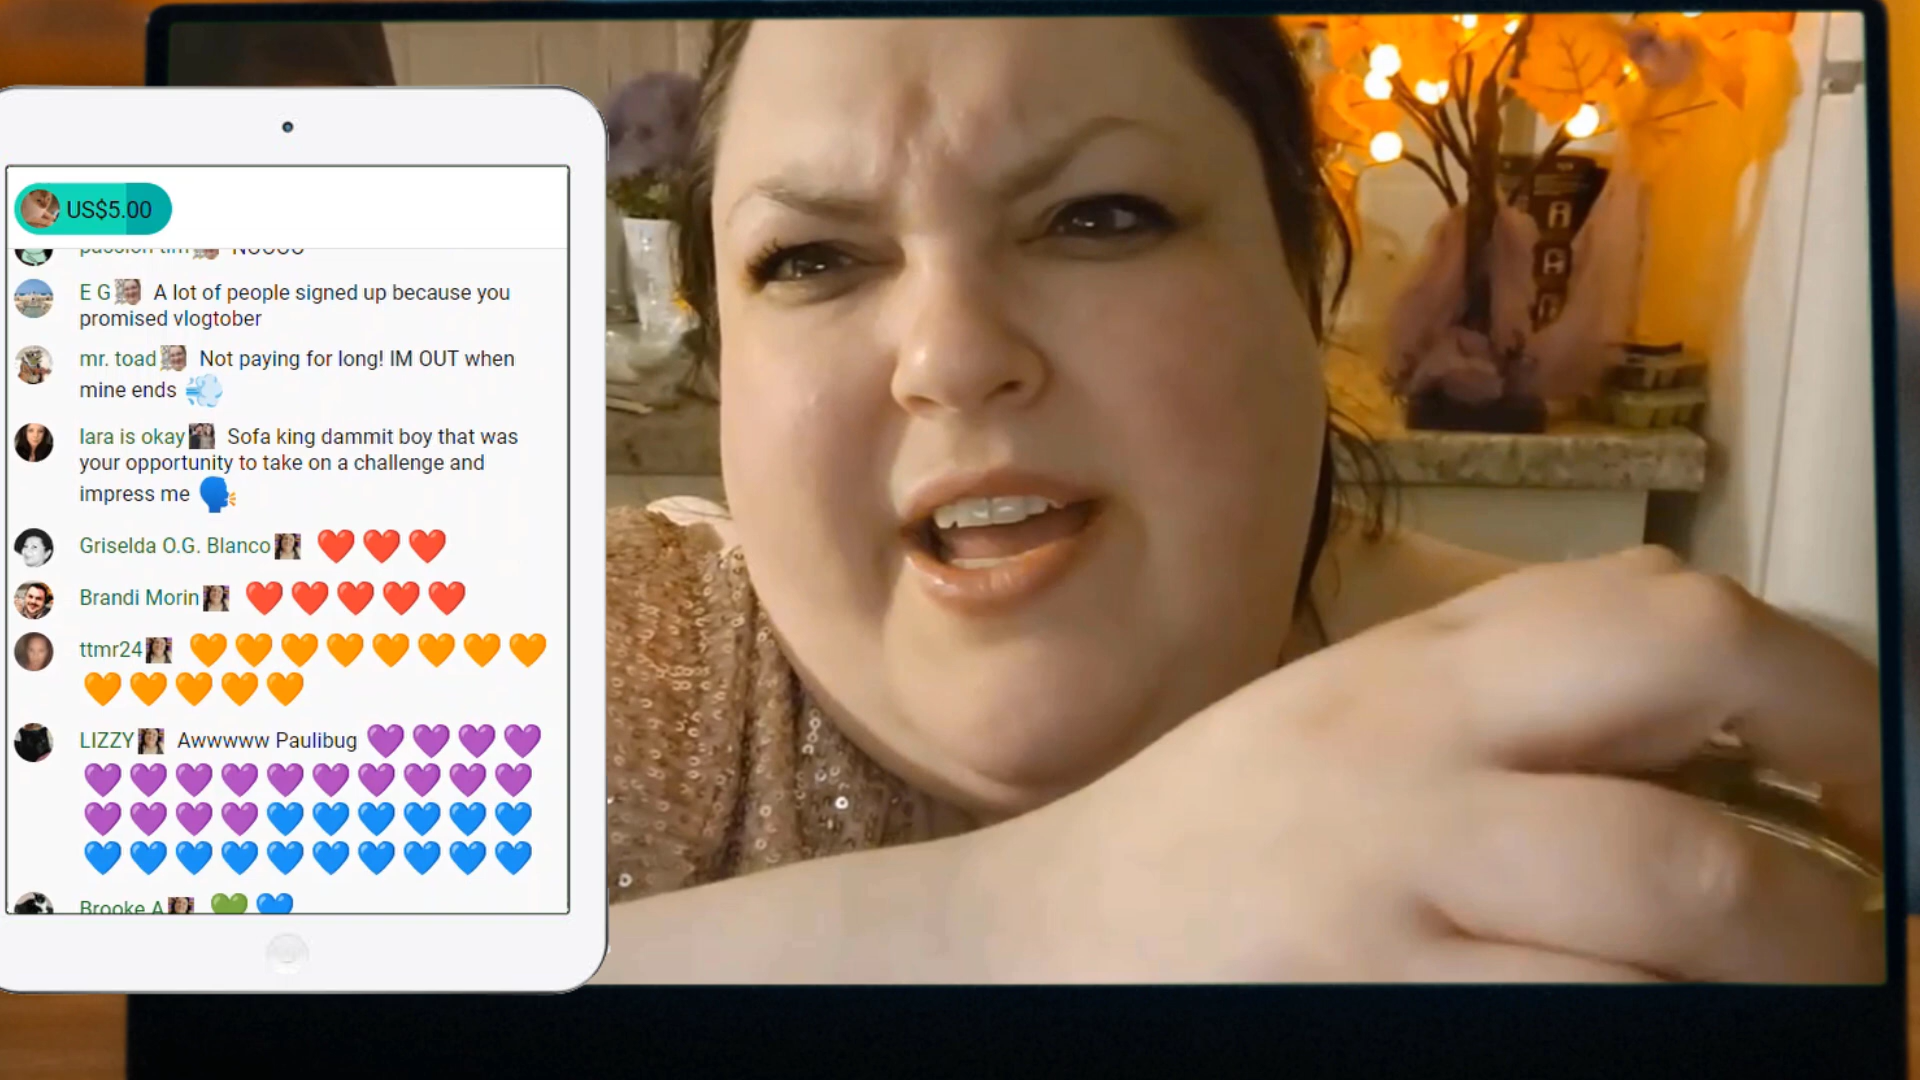 US$5.00
NOOOO
E G A lot of people signed up because you
promised vlogtober
mr. toad Not paying for long! IM OUT when
mine ends
lara is okay Sofa king dammit boy that was
your opportunity to take on a challenge and
impress me
Griselda O.G. Blanco
Brandi Morin
ttmr24
LIZZY Awwwww Paulibug
Brooke A